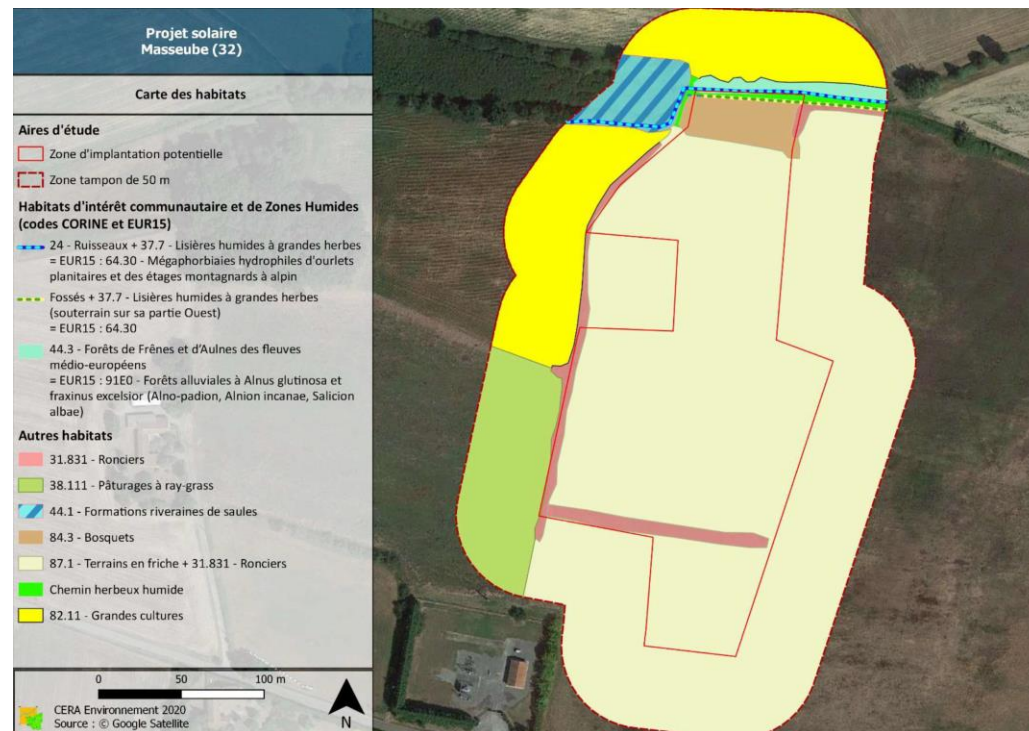 Projet solaire
Masseube (32)
Carte des habitats
Aires d'étude
Zone d'implantation potentielle
Zone tampon de 50 m
Habitats d'intérêt communautaire et de Zones Humides
(codes CORINE et EUR15)
24 - Ruisseaux + 37.7 - Lisières humides à grandes herbes
= EUR15 : 64.30 - Mégaphorbiaies hydrophiles d'ourlets
planitaires et des étages montagnards à alpin
Fossés + 37.7 - Lisières humides à grandes herbes
(souterrain sur sa partie Ouest)
= EUR15 : 64.30
44.3 - Forêts de Frênes et d'Aulnes des fleuves
médio-européens
= EUR15 : 91E0 - Forêts alluviales à Alnus glutinosa et
fraxinus excelsior (Alno-padion, Alnion incanae, Salicion
albae)
Autres habitats
31.831 - Ronciers
38.111 - Pâturages à ray-grass
44.1 - Formations riveraines de saules
84.3 - Bosquets
87.1 - Terrains en friche + 31.831 - Ronciers
Chemin herbeux humide
82.11 - Grandes cultures
0 50 100 m
CERA Environnement 2020
Source : © Google Satellite
N